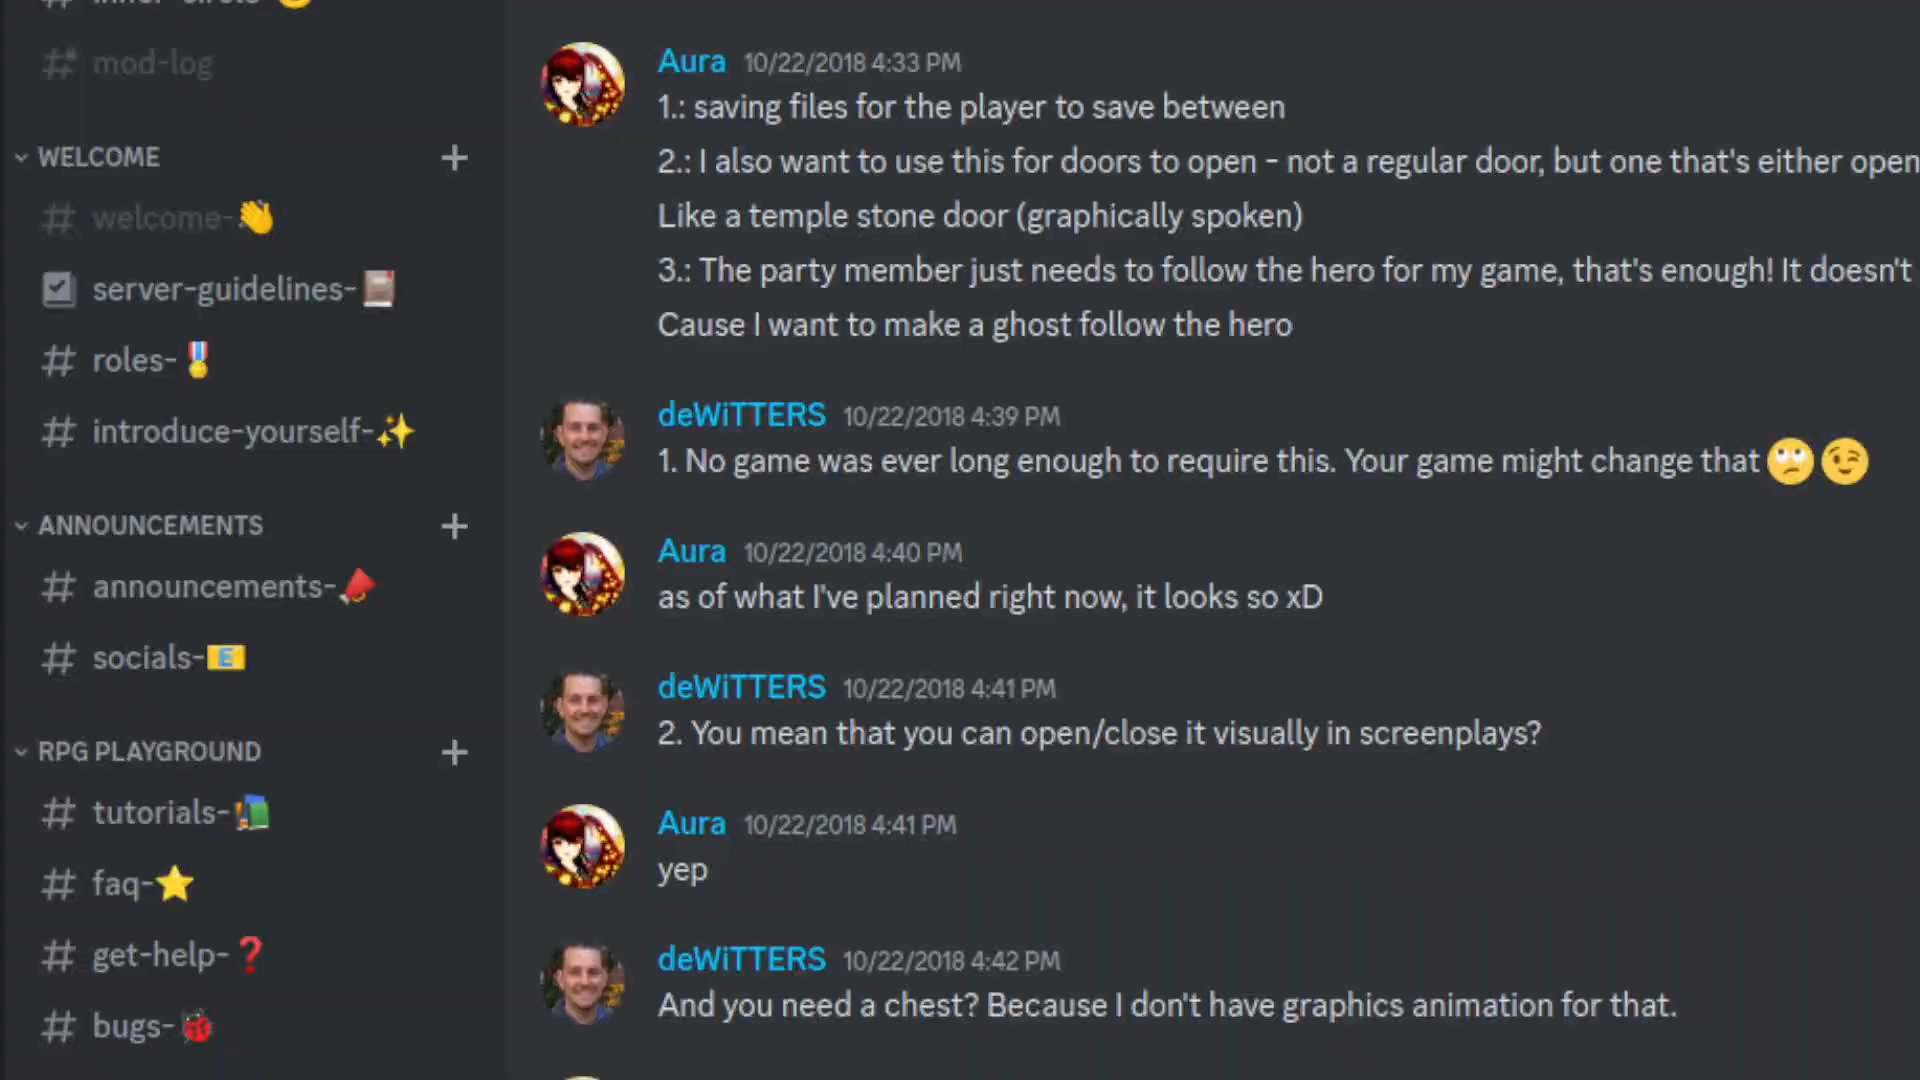 inner-circle-
mod-log
WELCOME
welcome-
server-guidelines-
roles-
introduce-yourself-
ANNOUNCEMENTS
announcements-
socials-
RPG PLAYGROUND
tutorials-
faq-
get-help-
bugs-
Aura 10/22/2018 4:33 PM
1.: saving files for the player to save between
2.: I also want to use this for doors to open - not a regular door, but one that's either open
Like a temple stone door (graphically spoken)
3.: The party member just needs to follow the hero for my game, that's enough! It doesn't
Cause I want to make a ghost follow the hero
deWiTTERS 10/22/2018 4:39 PM
1. No game was ever long enough to require this. Your game might change that 🙄😉
Aura 10/22/2018 4:40 PM
as of what I've planned right now, it looks so xD
deWiTTERS 10/22/2018 4:41 PM
2. You mean that you can open/close it visually in screenplays?
Aura 10/22/2018 4:41 PM
yep
deWiTTERS 10/22/2018 4:42 PM
And you need a chest? Because I don't have graphics animation for that.